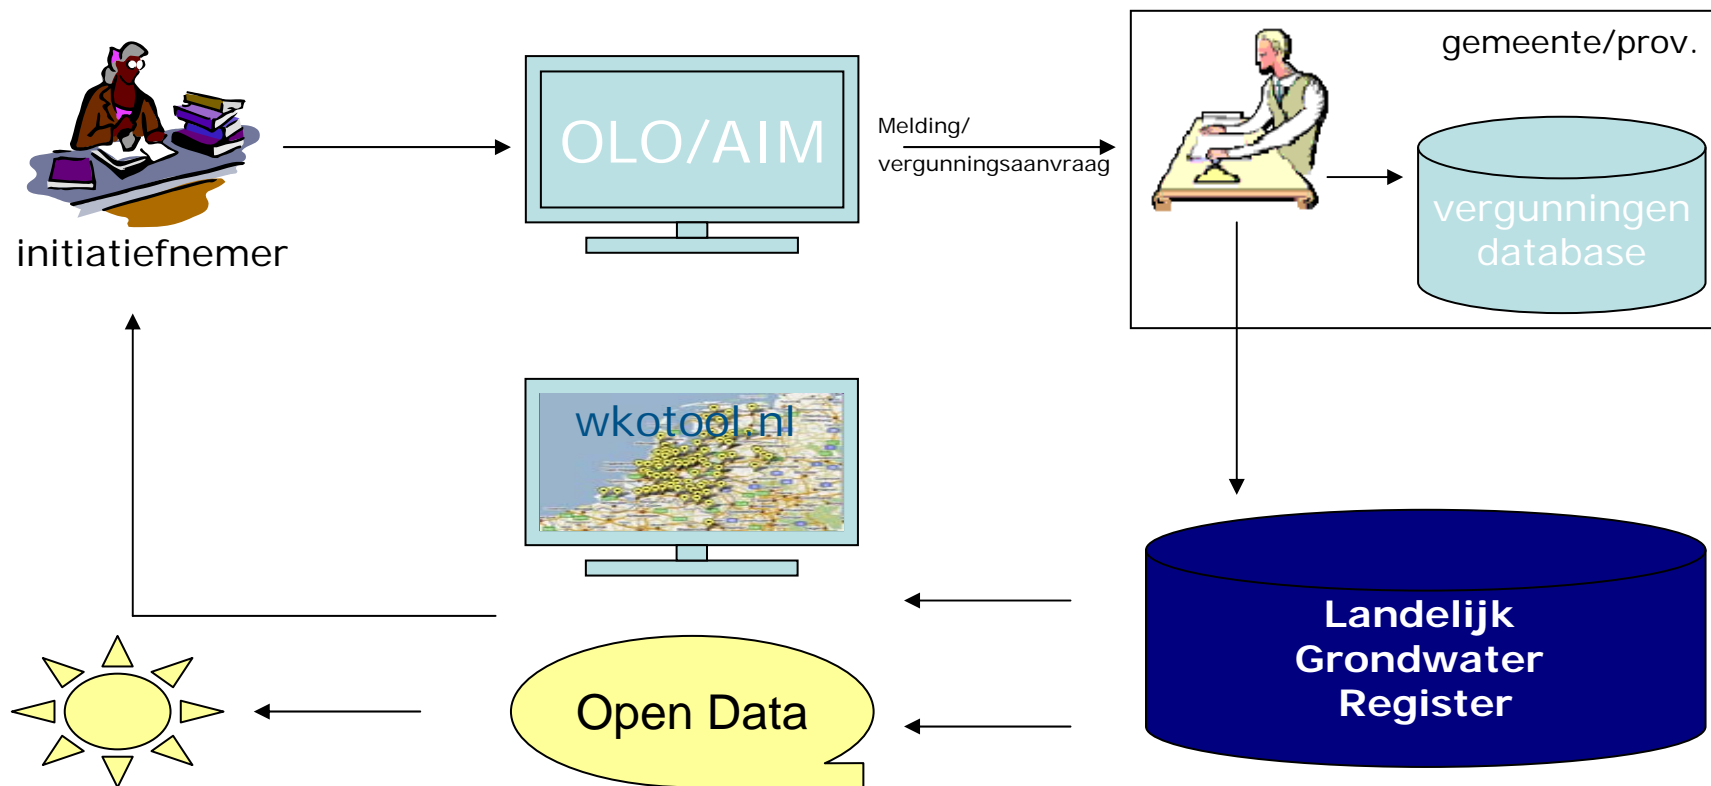 gemeente/prov.
OLO/AIM
Melding/
vergunningsaanvraag
vergunningen
database
initiatiefnemer
wkotool.nl
Landelijk
Grondwater
Register
Open Data